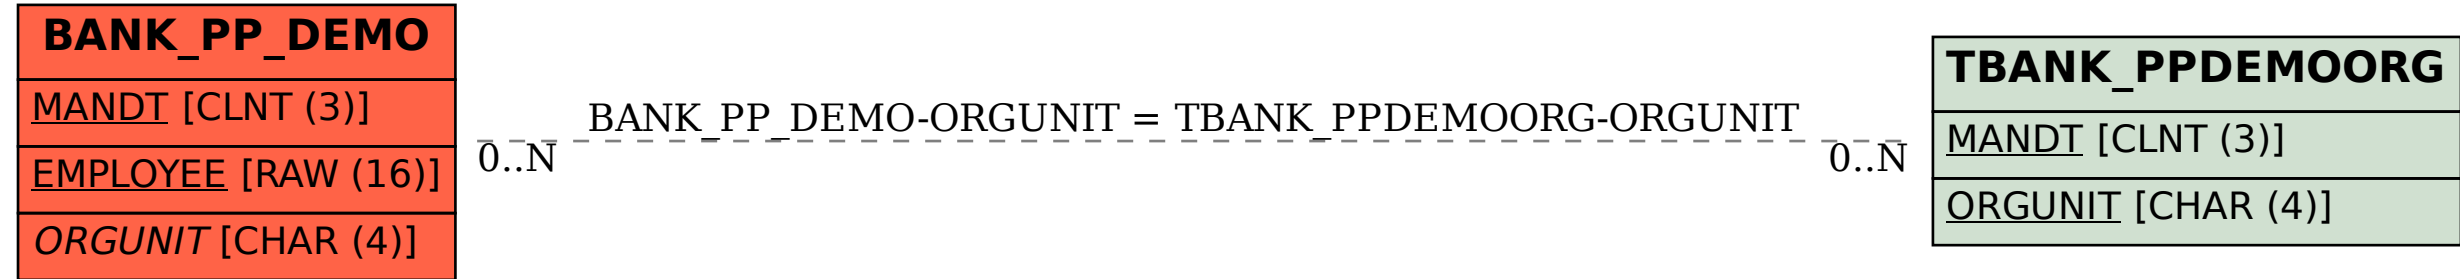 BANK_PP_DEMO
MANDT [CLNT (3)]
EMPLOYEE [RAW (16)]
ORGUNIT [CHAR (4)]
BANK_PP_DEMO-ORGUNIT = TBANK_PPDEMOORG-ORGUNIT
0..N
0..N
TBANK_PPDEMOORG
MANDT [CLNT (3)]
ORGUNIT [CHAR (4)]